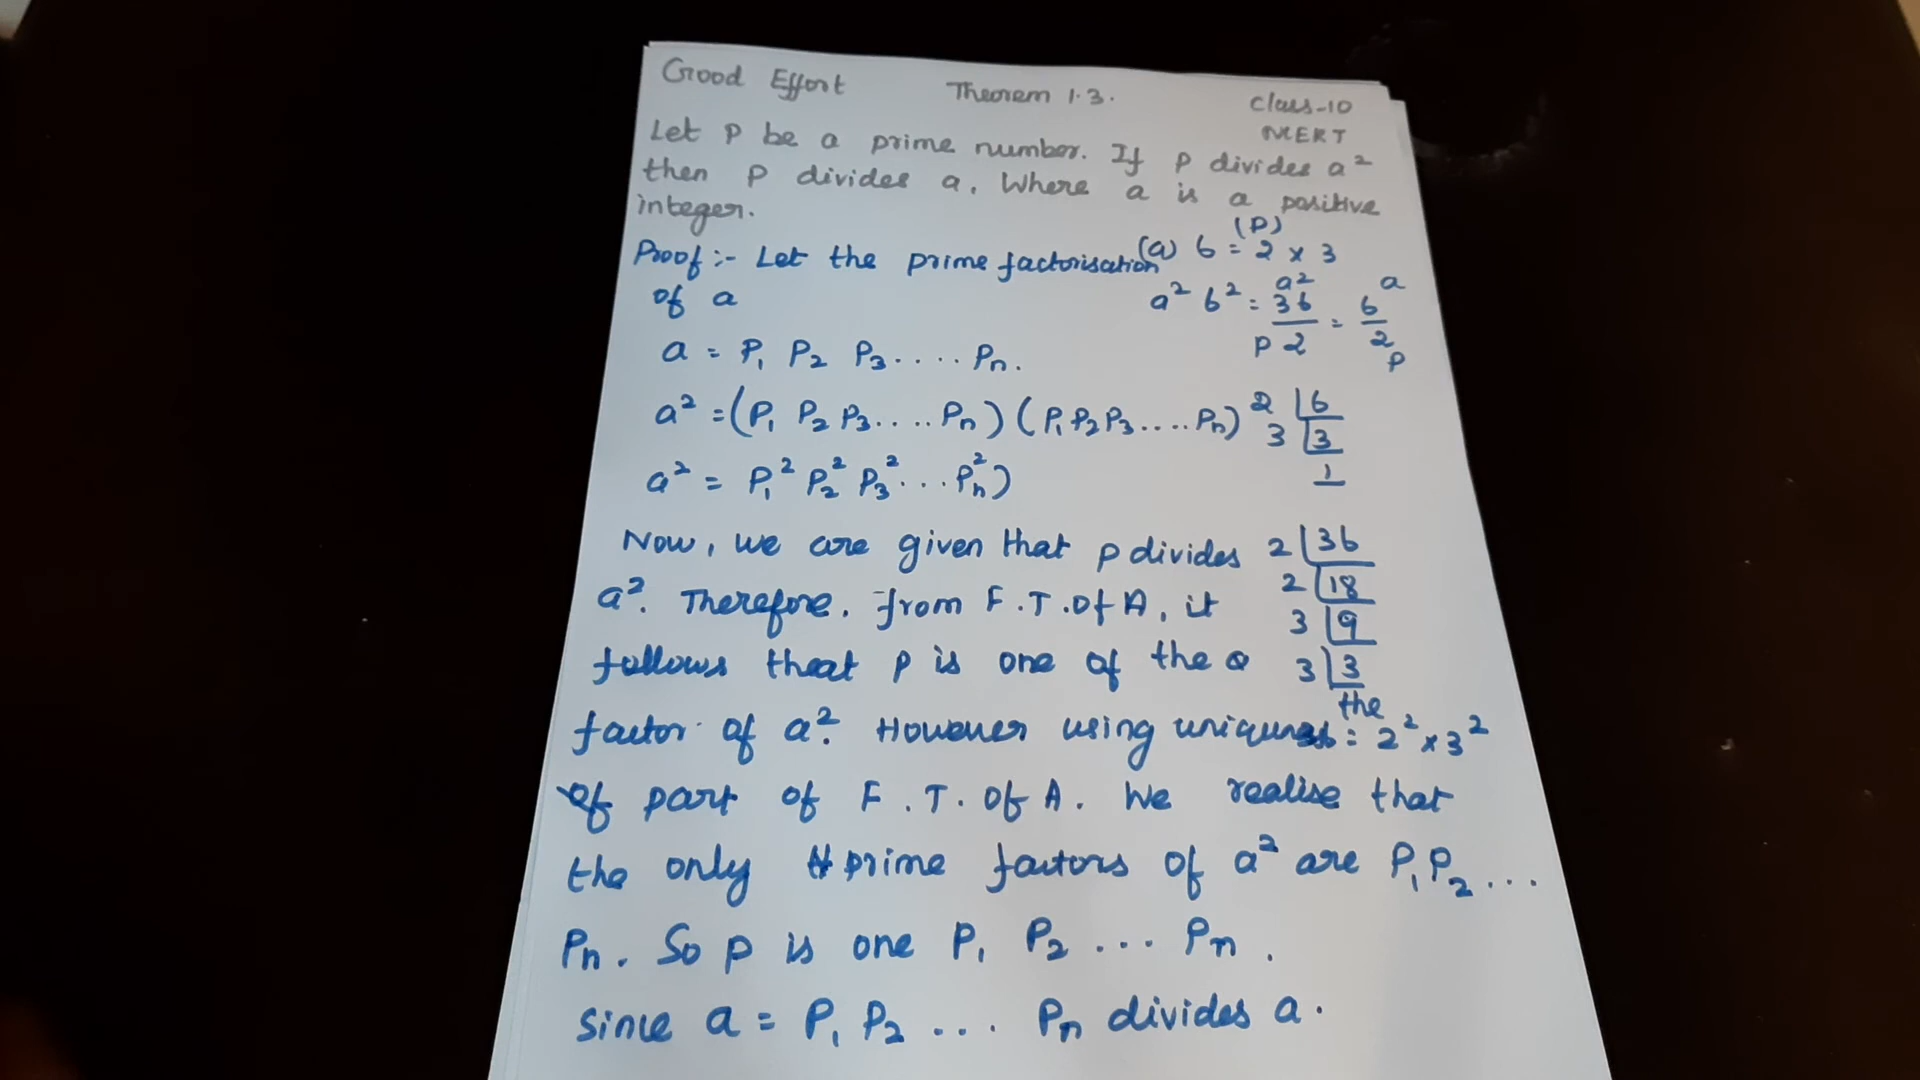 Good Effort Theorem 1.3. Class-10
NCERT
Let P be a prime number. If P divides a²
then P divides a. Where a is a positive
integer.
Proof :- Let the prime factorisation
of a
(P)
(a) 6 = 2 x 3
a² 6² = 36/2 = 6/2
a² a
P P
a = P₁ P₂ P₃ .... Pn.
a² = (P₁ P₂ P₃ ..... Pn) (P₁ P₂ P₃ ..... Pn)
a² = P₁² P₂² P₃² ... Pn²)
2 | 6
3 | 3
1
Now, we are given that p divides
a². Therefore, from F.T.Of A, it
follows theat p is one of the
factor of a². However using uniquness
the
of part of F.T. Of A. We realise that
the only prime factors of a² are P₁ P₂ ...
Pn. So p is one P₁ P₂ ... Pn.
since a = P₁ P₂ ... Pn divides a.
2 | 36
2 | 18
3 | 9
3 | 3
= 2² x 3²